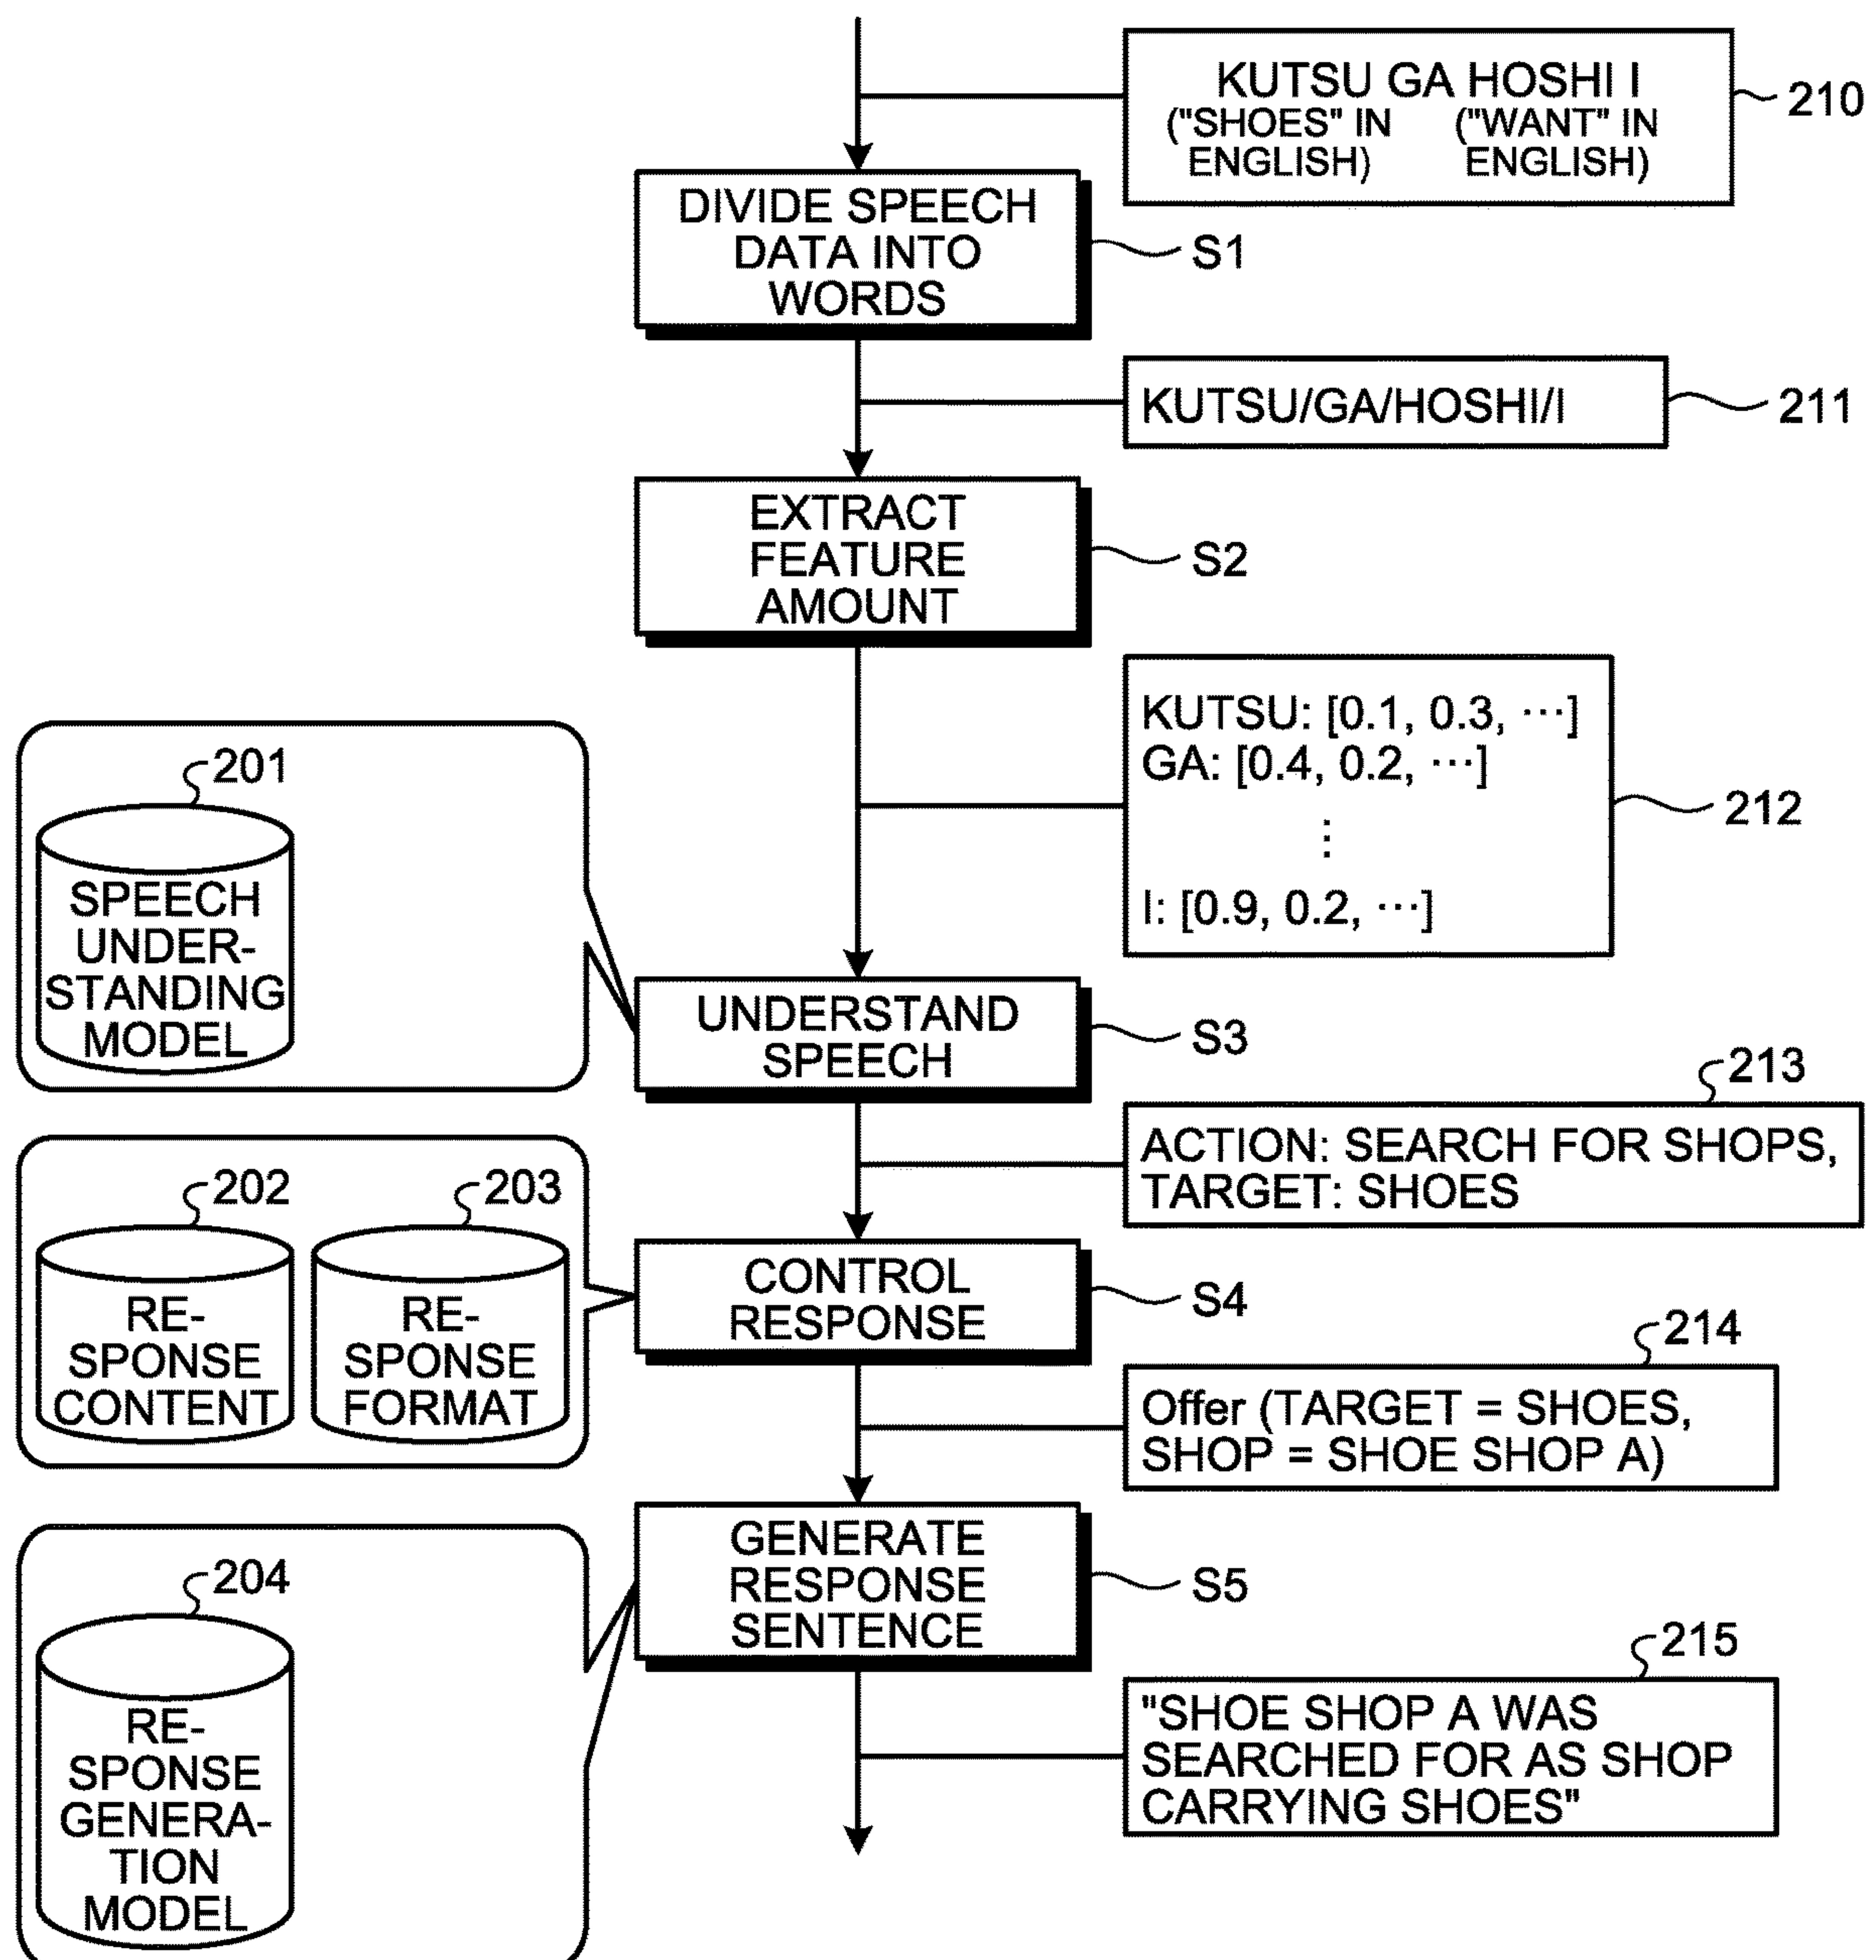 KUTSU GA HOSHI I
("SHOES" IN ("WANT" IN
ENGLISH) ENGLISH)
210
DIVIDE SPEECH
DATA INTO
WORDS
S1
KUTSU/GA/HOSHI/I
211
EXTRACT
FEATURE
AMOUNT
S2
KUTSU: [0.1, 0.3, ⋯]
GA: [0.4, 0.2, ⋯]
⋮
I: [0.9, 0.2, ⋯]
212
201
SPEECH
UNDER-
STANDING
MODEL
UNDERSTAND
SPEECH
S3
213
ACTION: SEARCH FOR SHOPS,
TARGET: SHOES
202
RE-
SPONSE
CONTENT
203
RE-
SPONSE
FORMAT
CONTROL
RESPONSE
S4
214
Offer (TARGET = SHOES,
SHOP = SHOE SHOP A)
204
RE-
SPONSE
GENERA-
TION
MODEL
GENERATE
RESPONSE
SENTENCE
S5
215
"SHOE SHOP A WAS
SEARCHED FOR AS SHOP
CARRYING SHOES"